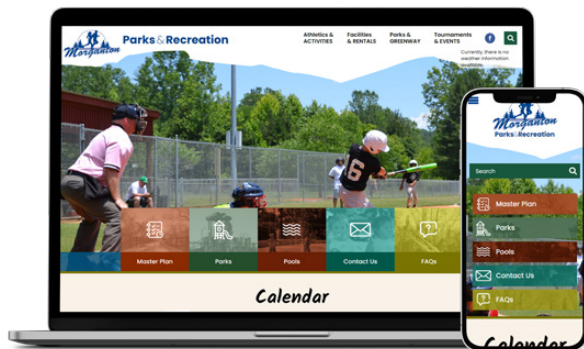 Morganton
Parks & Recreation
Athletics &
ACTIVITIES
Facilities
& RENTALS
Parks &
GREENWAY
Tournaments
& EVENTS
f
Currently, there is no
weather information
available.
6
Master Plan
Parks
Pools
Contact Us
FAQs
Calendar
Morganton
Parks&Recreation
Search
Master Plan
Parks
Pools
Contact Us
FAQs
Calendar